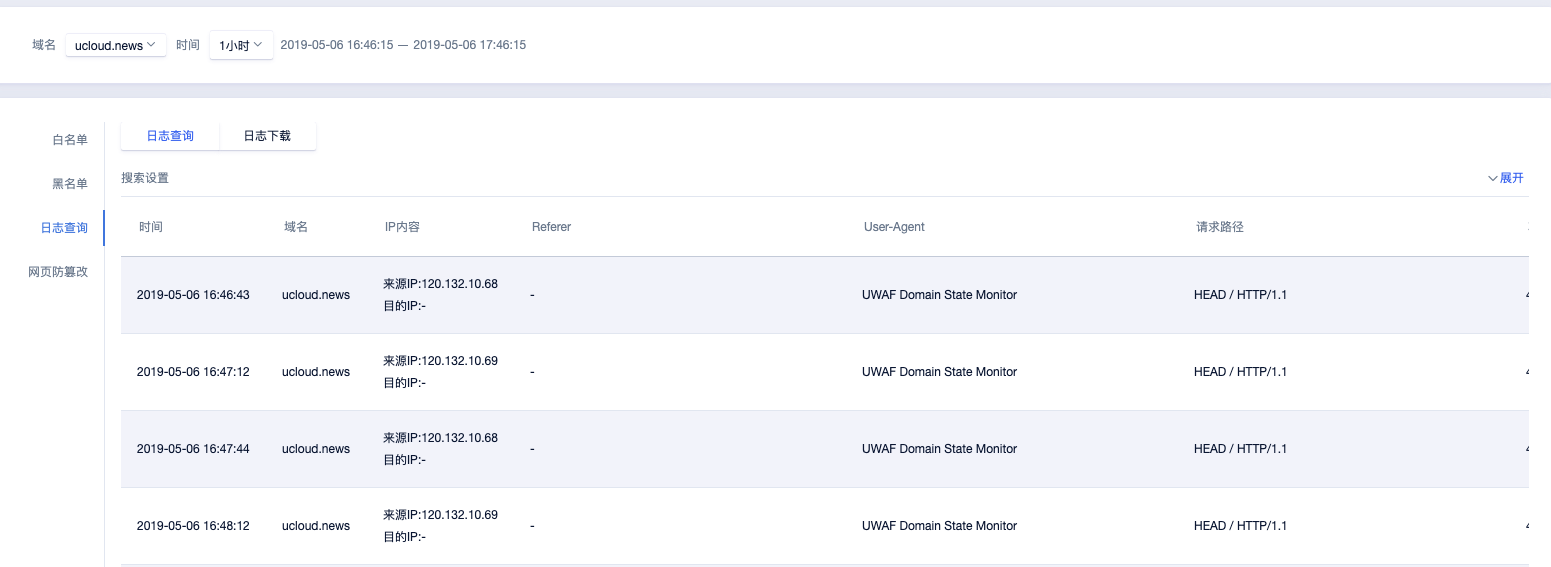 域名 ucloud.news 时间 1小时 2019-05-06 16:46:15 — 2019-05-06 17:46:15
白名单
黑名单
日志查询
网页防篡改
日志查询 日志下载
搜索设置 展开
时间 域名 IP内容 Referer User-Agent 请求路径
2019-05-06 16:46:43 ucloud.news 来源IP:120.132.10.68 - UWAF Domain State Monitor HEAD / HTTP/1.1
目的IP:-
2019-05-06 16:47:12 ucloud.news 来源IP:120.132.10.69 - UWAF Domain State Monitor HEAD / HTTP/1.1
目的IP:-
2019-05-06 16:47:44 ucloud.news 来源IP:120.132.10.68 - UWAF Domain State Monitor HEAD / HTTP/1.1
目的IP:-
2019-05-06 16:48:12 ucloud.news 来源IP:120.132.10.69 - UWAF Domain State Monitor HEAD / HTTP/1.1
目的IP:-